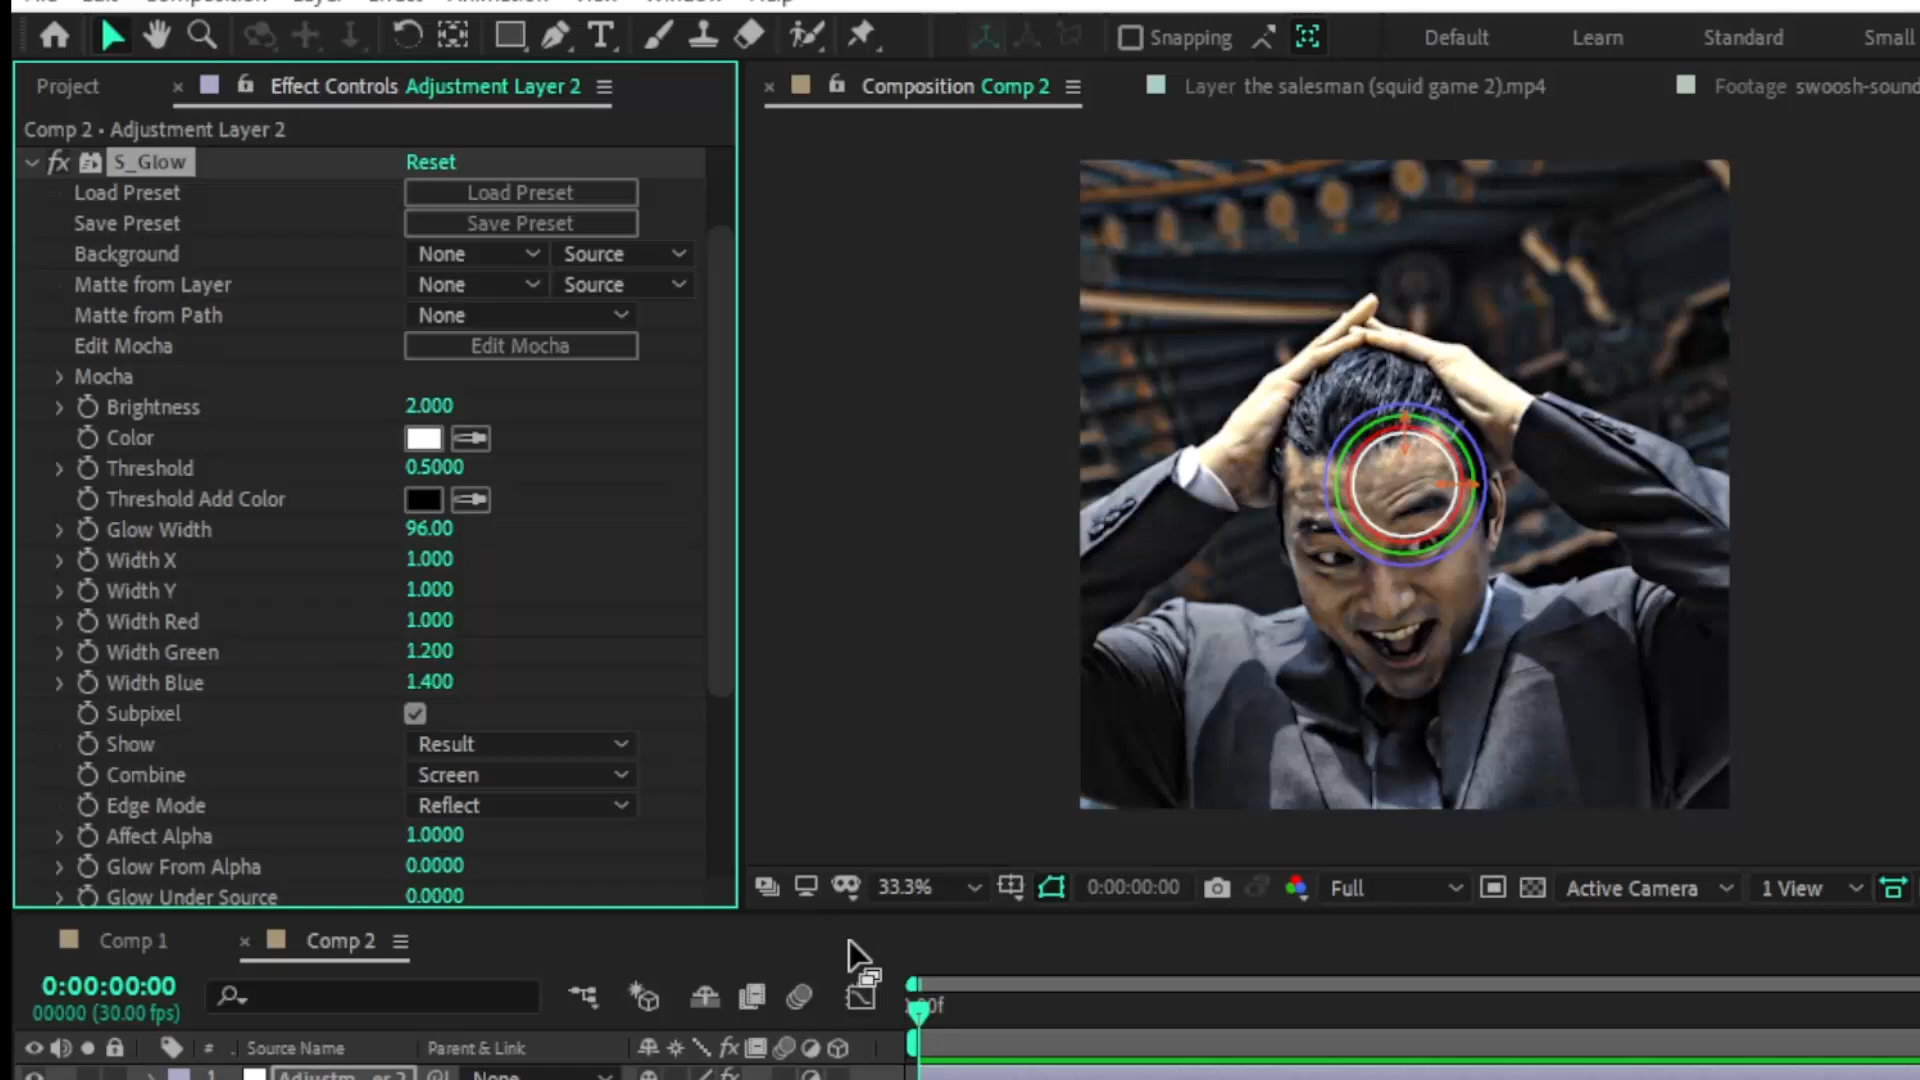 Snapping
Default
Learn
Standard
Small
Project
× Effect Controls Adjustment Layer 2
× Composition Comp 2
Layer the salesman (squid game 2).mp4
Footage swoosh-sound
Comp 2 • Adjustment Layer 2
fx S_Glow Reset
Load Preset Load Preset
Save Preset Save Preset
Background None Source
Matte from Layer None Source
Matte from Path None
Edit Mocha Edit Mocha
Mocha
Brightness 2.000
Color
Threshold 0.5000
Threshold Add Color
Glow Width 96.00
Width X 1.000
Width Y 1.000
Width Red 1.000
Width Green 1.200
Width Blue 1.400
Subpixel
Show Result
Combine Screen
Edge Mode Reflect
Affect Alpha 1.0000
Glow From Alpha 0.0000
Glow Under Source 0.0000
33.3% 0:00:00:00 Full Active Camera 1 View
Comp 1 × Comp 2
0:00:00:00
00000 (30.00 fps)
# . Source Name Parent & Link fx
1 Adjustm...er 2 None